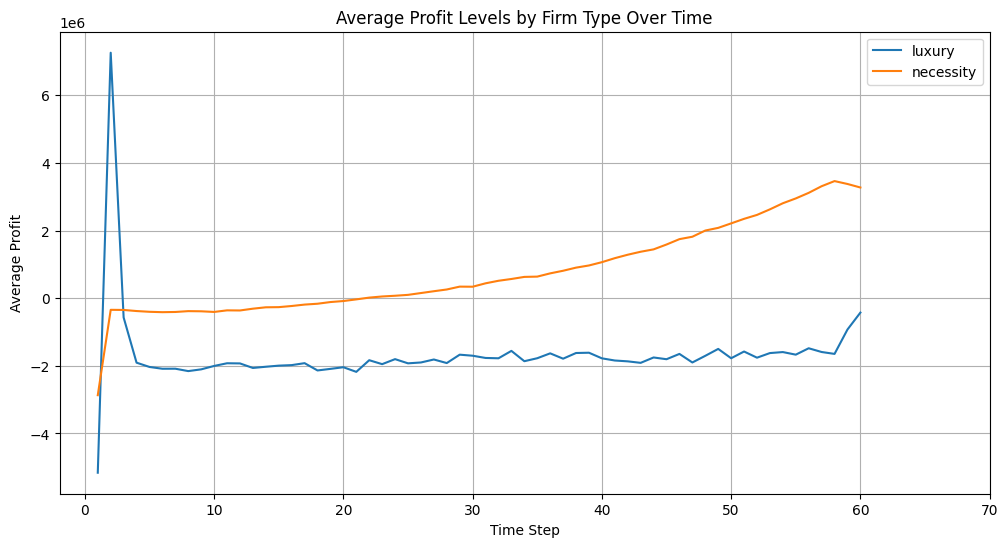 Average Profit Levels by Firm Type Over Time
1e6
luxury
necessity
6
4
2
0
−2
−4
Average Profit
0 10 20 30 40 50 60 70
Time Step